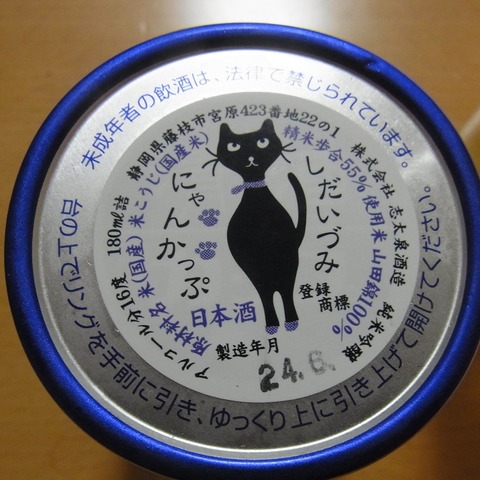 未成年者の飲酒は、法律で禁じられています。
台の上でリングを手前に引き、ゆっくり上に引き上げて開けてください。
静岡県藤枝市宮原423番地22の1 株式会社 志太泉酒造 純米吟醸
精米歩合55% 使用米 山田錦100%
アルコール分16度 180ml詰
原材料名 米(国産) 米こうじ(国産米)
しだいづみ
にゃんかっぷ
登録
商標
日本酒
製造年月
24.6.